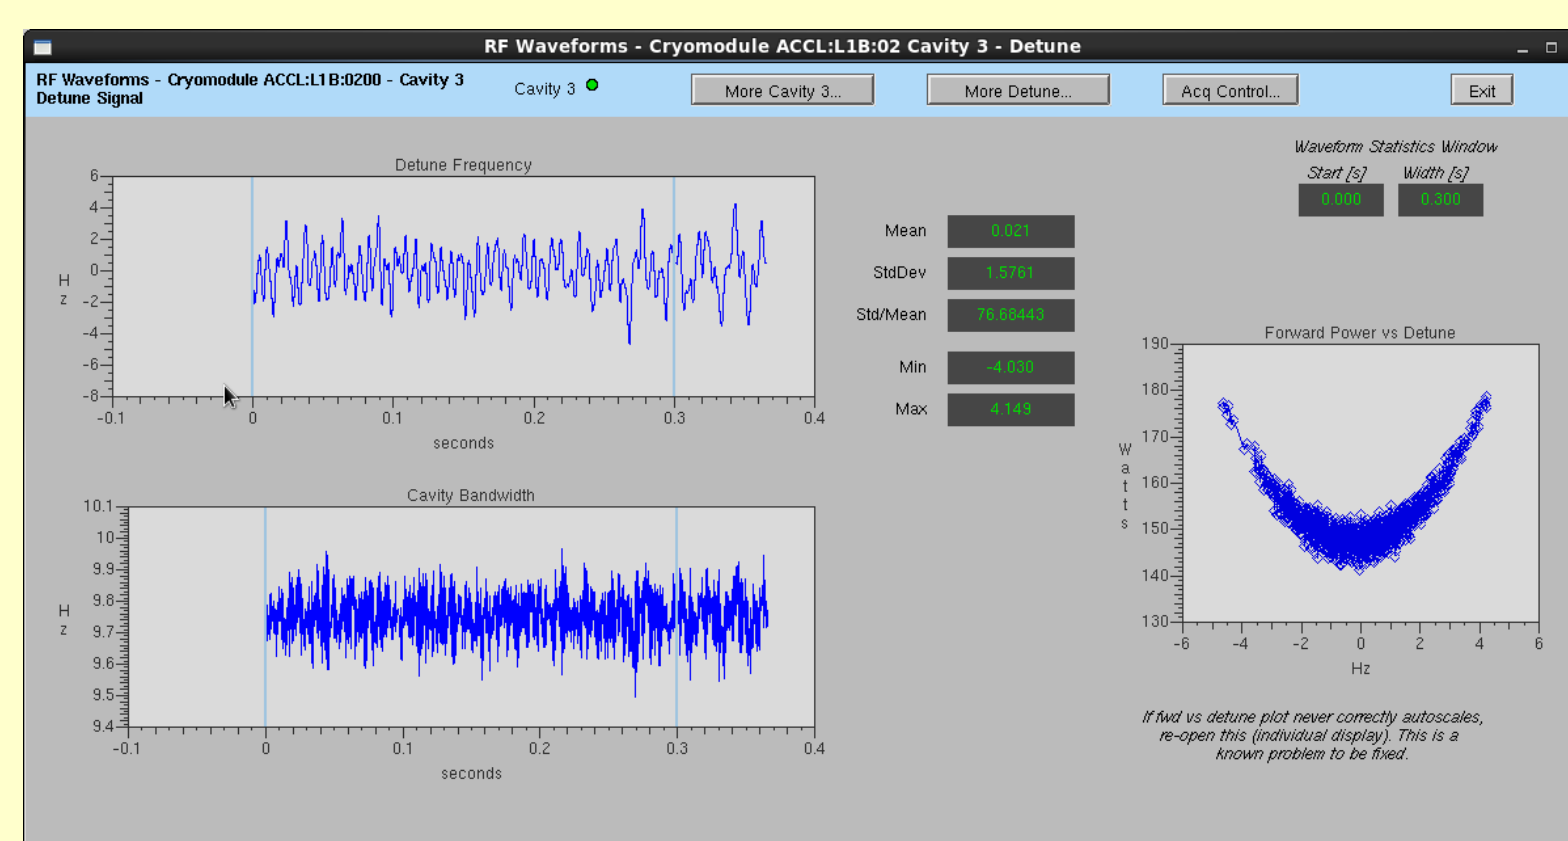 RF Waveforms - Cryomodule ACCL:L1B:02 Cavity 3 - Detune
RF Waveforms - Cryomodule ACCL:L1B:0200 - Cavity 3
Detune Signal
Cavity 3
More Cavity 3...
More Detune...
Acq Control...
Exit
Detune Frequency
6
4
2
0
-2
-4
-6
-8
H
z
-0.1
0
0.1
0.2
0.3
0.4
seconds
Mean
0.021
StdDev
1.5761
Std/Mean
76.68443
Min
-4.030
Max
4.149
Waveform Statistics Window
Start [s]
Width [s]
0.000
0.300
Cavity Bandwidth
10.1
10
9.9
9.8
9.7
9.6
9.5
9.4
H
z
-0.1
0
0.1
0.2
0.3
0.4
seconds
Forward Power vs Detune
190
180
170
160
150
140
130
W
a
t
t
s
-6
-4
-2
0
2
4
6
Hz
If fwd vs detune plot never correctly autoscales,
re-open this (individual display). This is a
known problem to be fixed.